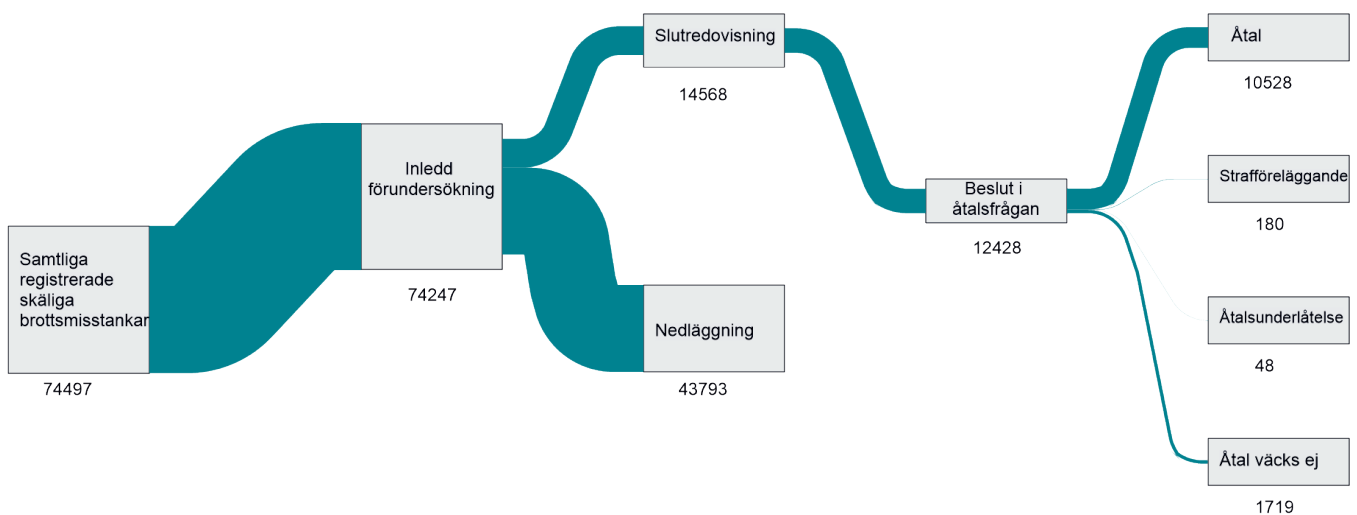 Samtliga
registrerade
skäliga
brottsmisstankar
74497
Inledd
förundersökning
74247
Slutredovisning
14568
Nedläggning
43793
Beslut i
åtalsfrågan
12428
Åtal
10528
Strafföreläggande
180
Åtalsunderlåtelse
48
Åtal väcks ej
1719